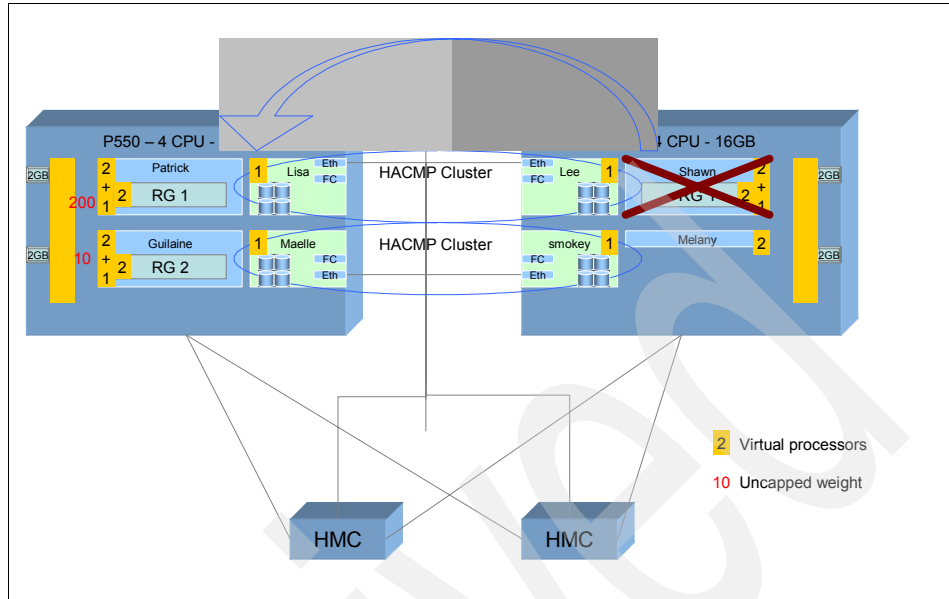 P550 – 4 CPU -
4 CPU - 16GB
2GB
200
2
+
1
2
Patrick
RG 1
1
Lisa
Eth
FC
HACMP Cluster
Eth
FC
Lee
1
Shawn
RG 1
2
2
+
1
2GB
2GB
10
2
+
1
2
Guilaine
RG 2
1
Maelle
FC
Eth
HACMP Cluster
FC
Eth
smokey
1
Melany
2
2GB
2 Virtual processors
10 Uncapped weight
HMC
HMC